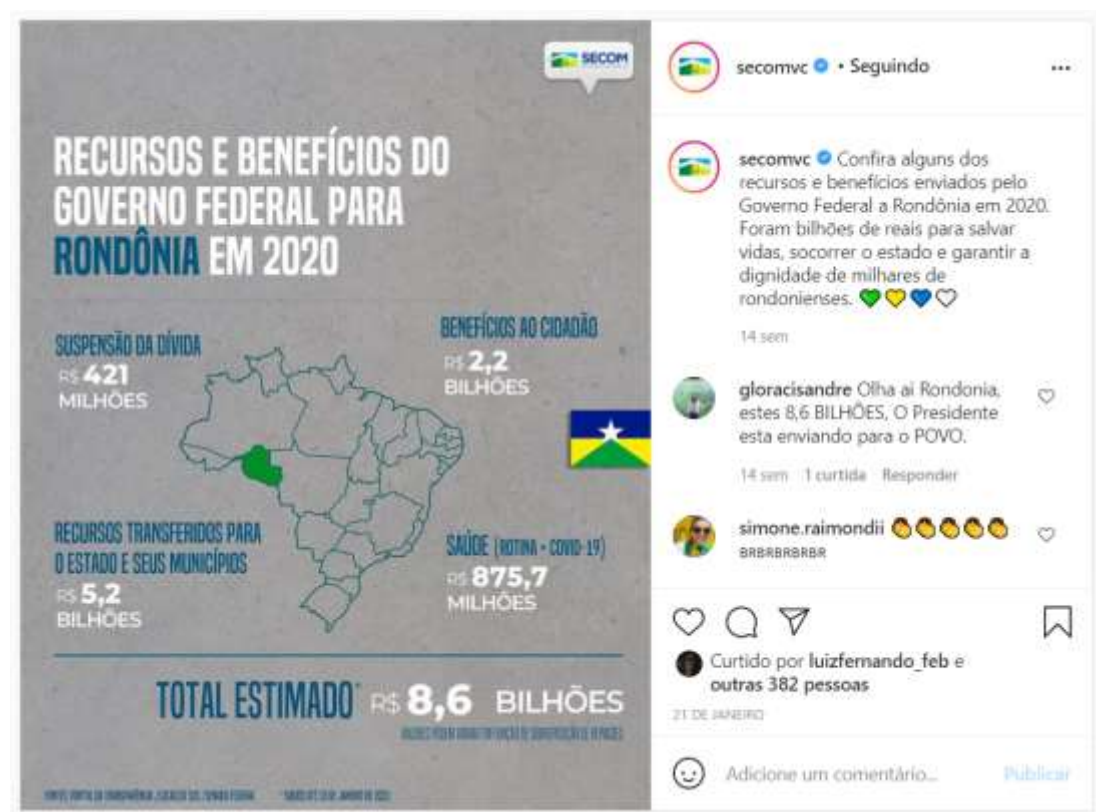 SECOM
RECURSOS E BENEFÍCIOS DO
GOVERNO FEDERAL PARA
RONDÔNIA EM 2020
SUSPENSÃO DA DÍVIDA
R$ 421
MILHÕES
BENEFÍCIOS AO CIDADÃO
R$ 2,2
BILHÕES
RECURSOS TRANSFERIDOS PARA
O ESTADO E SEUS MUNICÍPIOS
R$ 5,2
BILHÕES
SAÚDE (ROTINA + COVID-19)
R$ 875,7
MILHÕES
TOTAL ESTIMADO* R$ 8,6 BILHÕES
secomvc • Seguindo
secomvc Confira alguns dos
recursos e benefícios enviados pelo
Governo Federal a Rondônia em 2020.
Foram bilhões de reais para salvar
vidas, socorrer o estado e garantir a
dignidade de milhares de
rondonienses. 💚💛💙🤍
14 sem
gloracisandre Olha ai Rondonia,
estes 8,6 BILHÕES, O Presidente
esta enviando para o POVO.
14 sem 1 curtida Responder
simone.raimondii 👏👏👏👏👏
BRBRBRBRBR
Curtido por luizfernando_feb e
outras 382 pessoas
21 DE JANEIRO
Adicione um comentário... Publicar